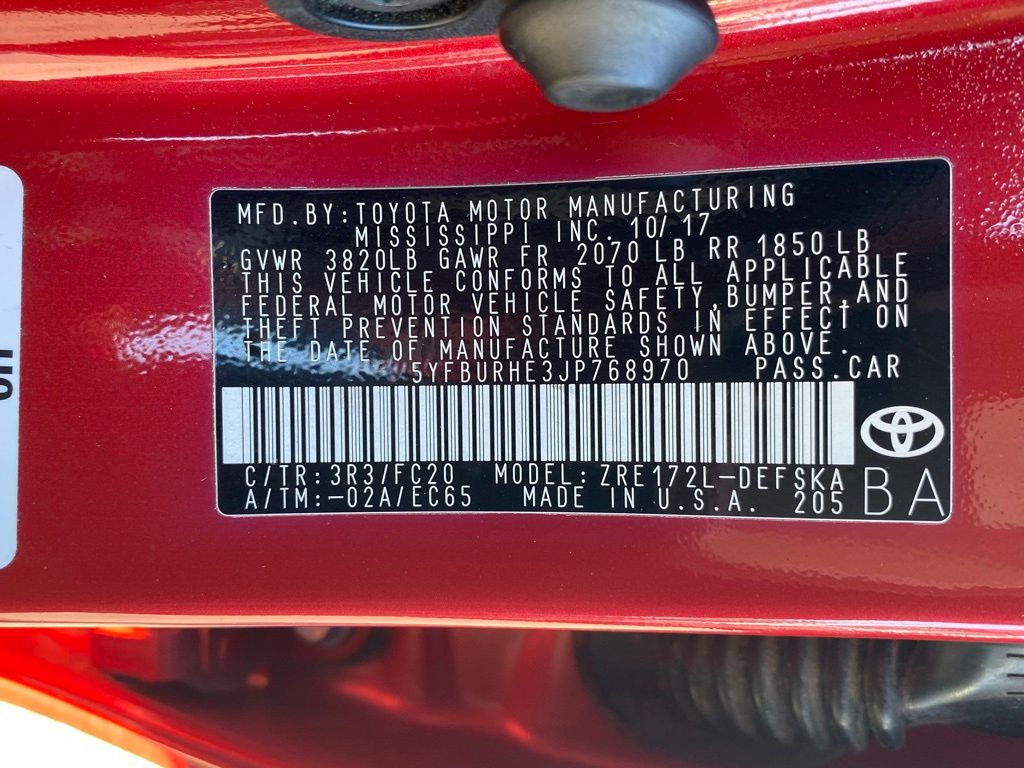 MFD.BY:TOYOTA MOTOR MANUFACTURING
MISSISSIPPI INC. 10/17
GVWR 3820LB GAWR FR 2070 LB RR 1850 LB
THIS VEHICLE CONFORMS TO ALL APPLICABLE
FEDERAL MOTOR VEHICLE SAFETY,BUMPER,AND
THEFT PREVENTION STANDARDS IN EFFECT ON
THE DATE OF MANUFACTURE SHOWN ABOVE.
5YFBURHE3JP768970 PASS.CAR
C/TR:3R3/FC20 MODEL:ZRE172L-DEFSKA
A/TM:-02A/EC65 MADE IN U.S.A. 205
BA